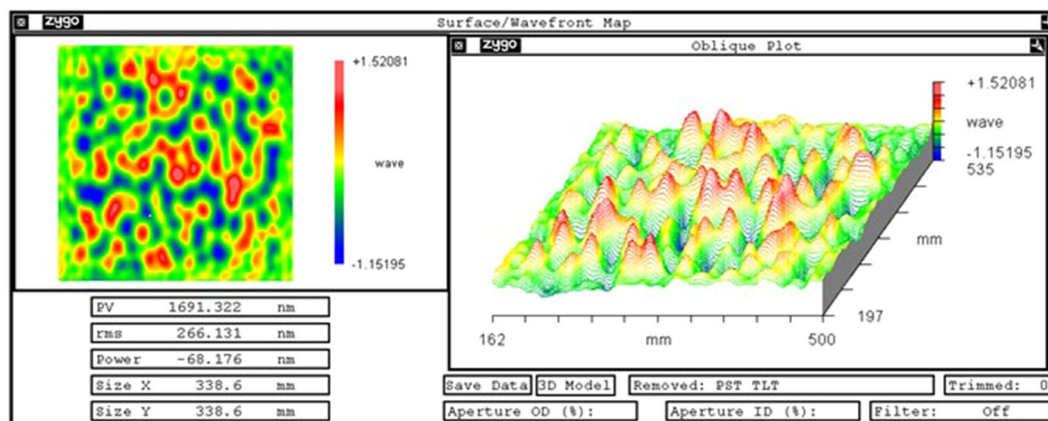 zygo Surface/Wavefront Map
+1.52081
wave
-1.15195
zygo Oblique Plot
+1.52081
wave
-1.15195
535
mm
197
162 mm 500
PV 1691.322 nm
rms 266.131 nm
Power -68.176 nm
Size X 338.6 mm
Size Y 338.6 mm
Save Data 3D Model Removed: PST TLT Trimmed: 0
Aperture OD (%): Aperture ID (%): Filter: Off